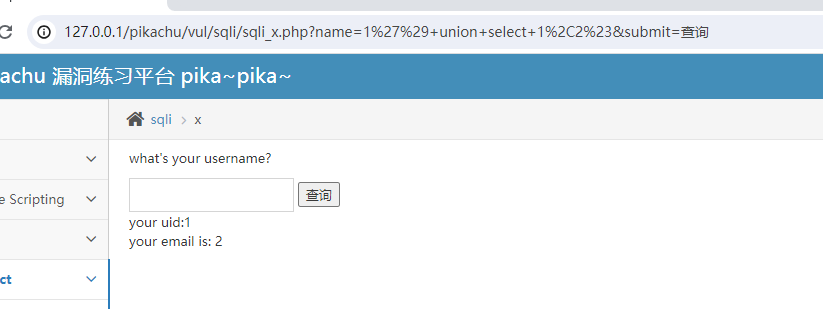 127.0.0.1/pikachu/vul/sqli/sqli_x.php?name=1%27%29+union+select+1%2C2%23&submit=查询
achu 漏洞练习平台 pika~pika~
sqli > x
what's your username?
e Scripting
查询
your uid:1
your email is: 2
ct